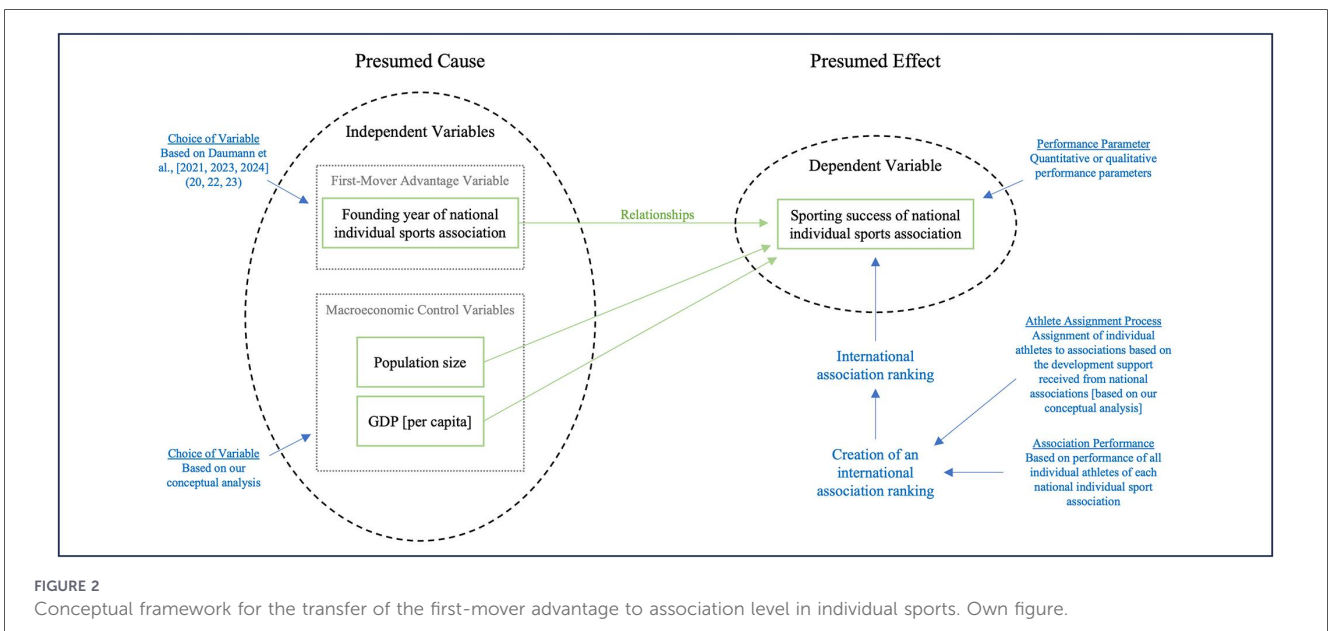 Presumed Cause
Presumed Effect
Independent Variables
Choice of Variable
Based on Daumann et
al., [2021, 2023, 2024]
(20, 22, 23)
First-Mover Advantage Variable
Founding year of national
individual sports association
Relationships
Dependent Variable
Sporting success of national
individual sports association
Performance Parameter
Quantitative or qualitative
performance parameters
Macroeconomic Control Variables
Population size
GDP [per capita]
Choice of Variable
Based on our
conceptual analysis
International
association ranking
Creation of an
international
association ranking
Athlete Assignment Process
Assignment of individual
athletes to associations based on
the development support
received from national
associations [based on our
conceptual analysis]
Association Performance
Based on performance of all
individual athletes of each
national individual sport
association
FIGURE 2
Conceptual framework for the transfer of the first-mover advantage to association level in individual sports. Own figure.